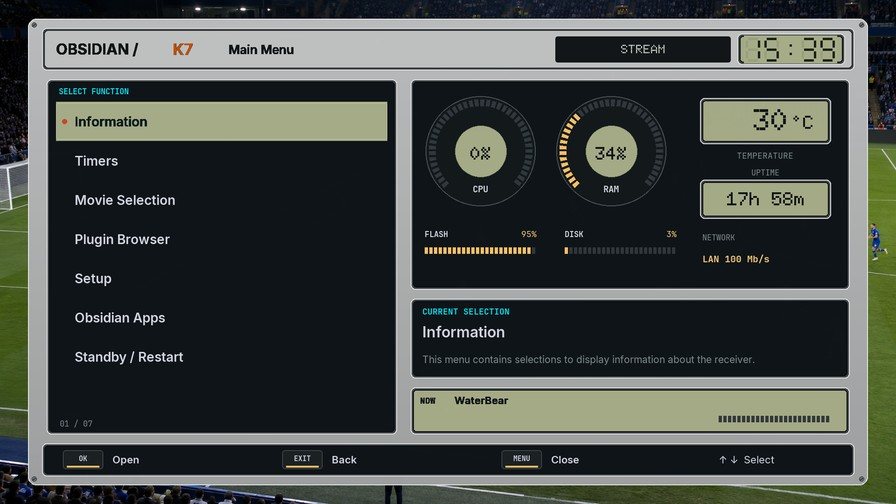 OBSIDIAN / K7 Main Menu STREAM 15:39
SELECT FUNCTION
Information
Timers
Movie Selection
Plugin Browser
Setup
Obsidian Apps
Standby / Restart
01 / 07
0%
CPU
34%
RAM
30°C
TEMPERATURE
UPTIME
17h 58m
FLASH 95%
DISK 3%
NETWORK
LAN 100 Mb/s
CURRENT SELECTION
Information
This menu contains selections to display information about the receiver.
NOW WaterBear
OK Open EXIT Back MENU Close ↑↓ Select